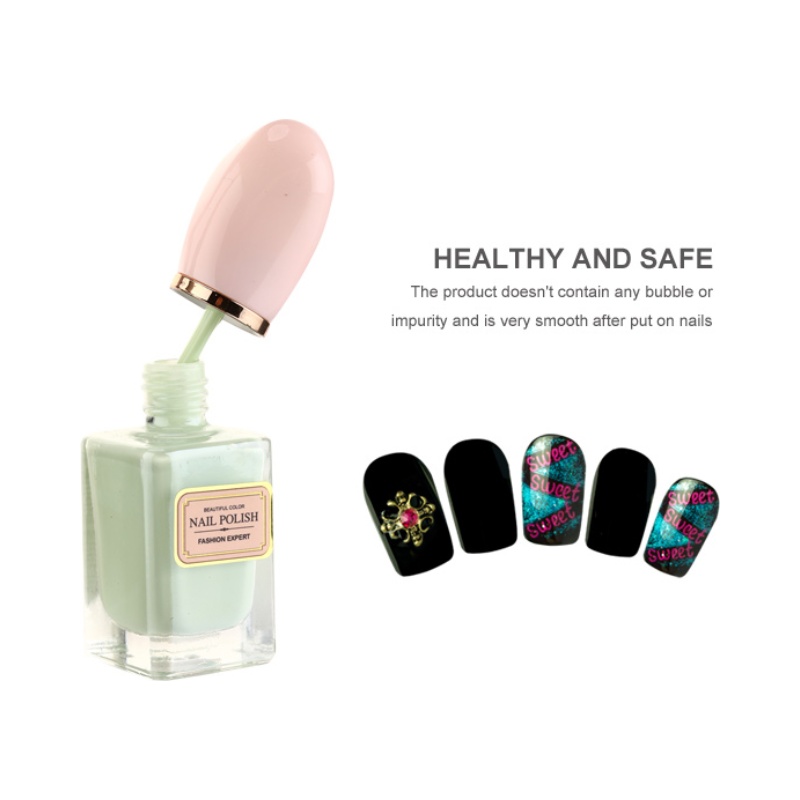 HEALTHY AND SAFE
The product doesn't contain any bubble or
impurity and is very smooth after put on nails
BEAUTIFUL COLOR
NAIL POLISH
FASHION EXPERT
Sweet
Sweet
Sweet
Sweet
Sweet
Sweet